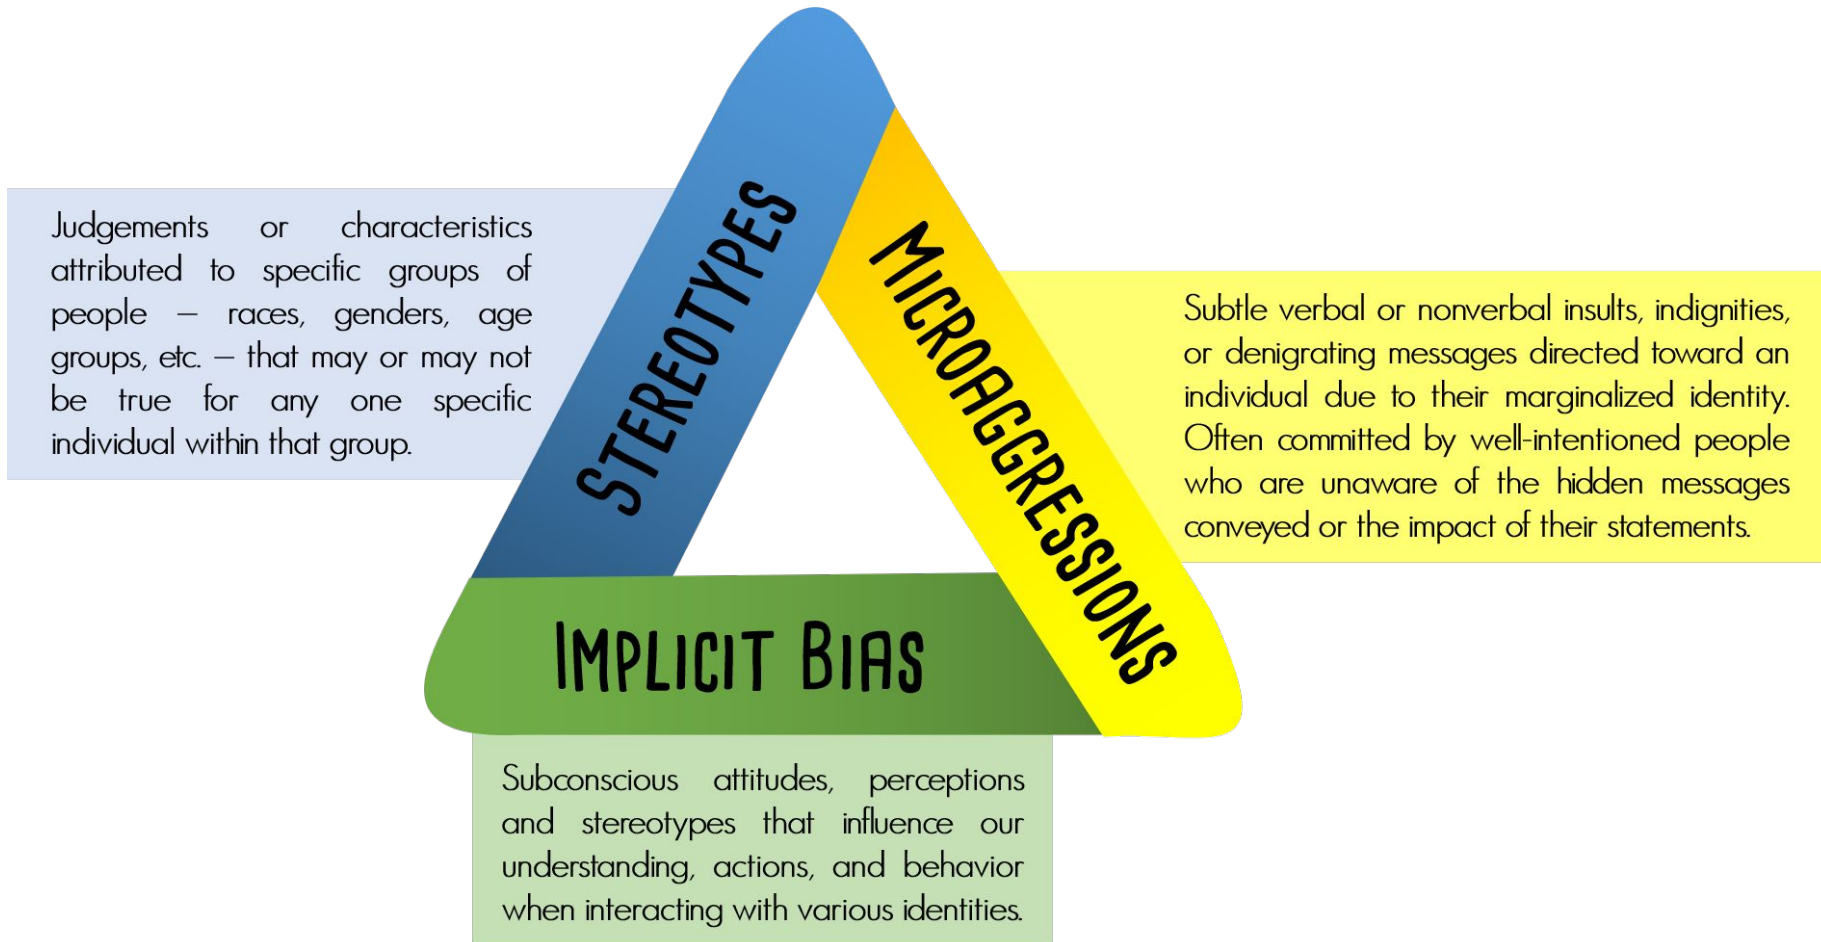 STEREOTYPES
Judgements or characteristics
attributed to specific groups of
people – races, genders, age
groups, etc. – that may or may not
be true for any one specific
individual within that group.
MICROAGGRESSIONS
Subtle verbal or nonverbal insults, indignities,
or denigrating messages directed toward an
individual due to their marginalized identity.
Often committed by well-intentioned people
who are unaware of the hidden messages
conveyed or the impact of their statements.
IMPLICIT BIAS
Subconscious attitudes, perceptions
and stereotypes that influence our
understanding, actions, and behavior
when interacting with various identities.